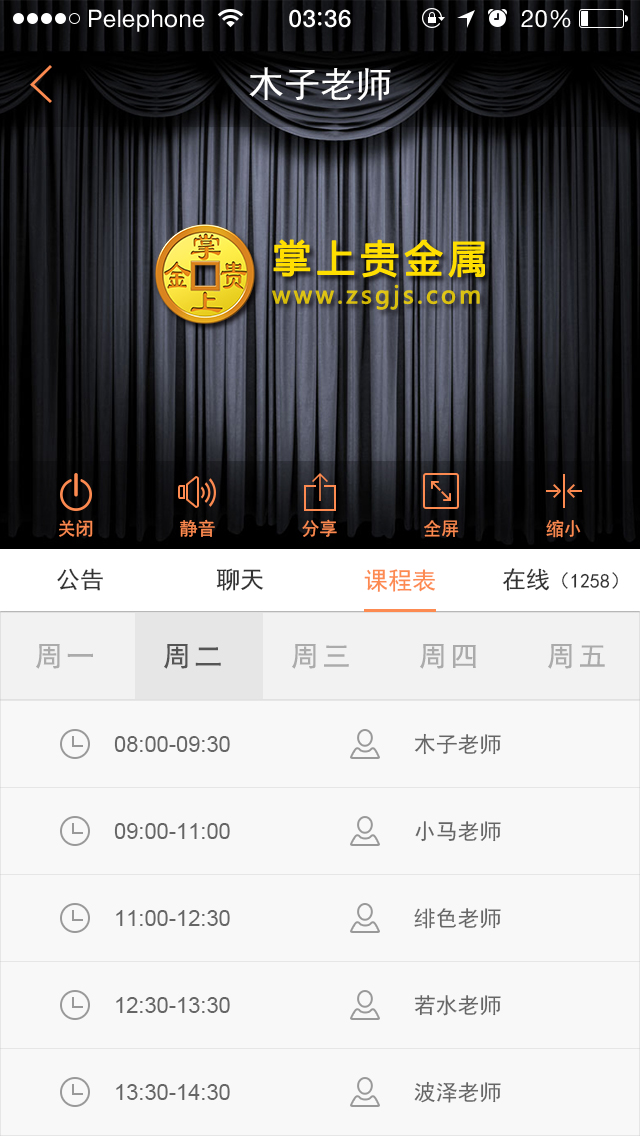 Pelephone 03:36 20%
木子老师
掌上贵金
掌上贵金属
www.zsgjs.com
关闭 静音 分享 全屏 缩小
公告 聊天 课程表 在线（1258）
周一 周二 周三 周四 周五
08:00-09:30 木子老师
09:00-11:00 小马老师
11:00-12:30 绯色老师
12:30-13:30 若水老师
13:30-14:30 波泽老师